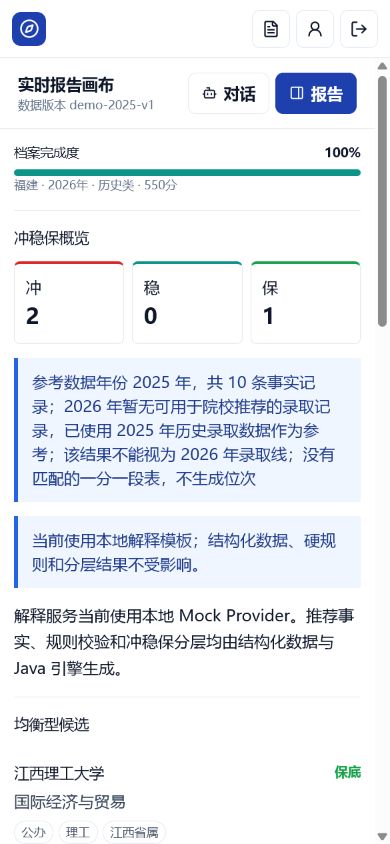 实时报告画布
数据版本 demo-2025-v1
对话
报告
档案完成度
100%
福建 · 2026年 · 历史类 · 550分
冲稳保概览
冲
2
稳
0
保
1
参考数据年份 2025 年，共 10 条事实记
录；2026 年暂无可用于院校推荐的录取记
录，已使用 2025 年历史录取数据作为参
考；该结果不能视为 2026 年录取线；没有
匹配的一分一段表，不生成位次
当前使用本地解释模板；结构化数据、硬规
则和分层结果不受影响。
解释服务当前使用本地 Mock Provider。推荐事
实、规则校验和冲稳保分层均由结构化数据与
Java 引擎生成。
均衡型候选
江西理工大学
保底
国际经济与贸易
公办
理工
江西省属